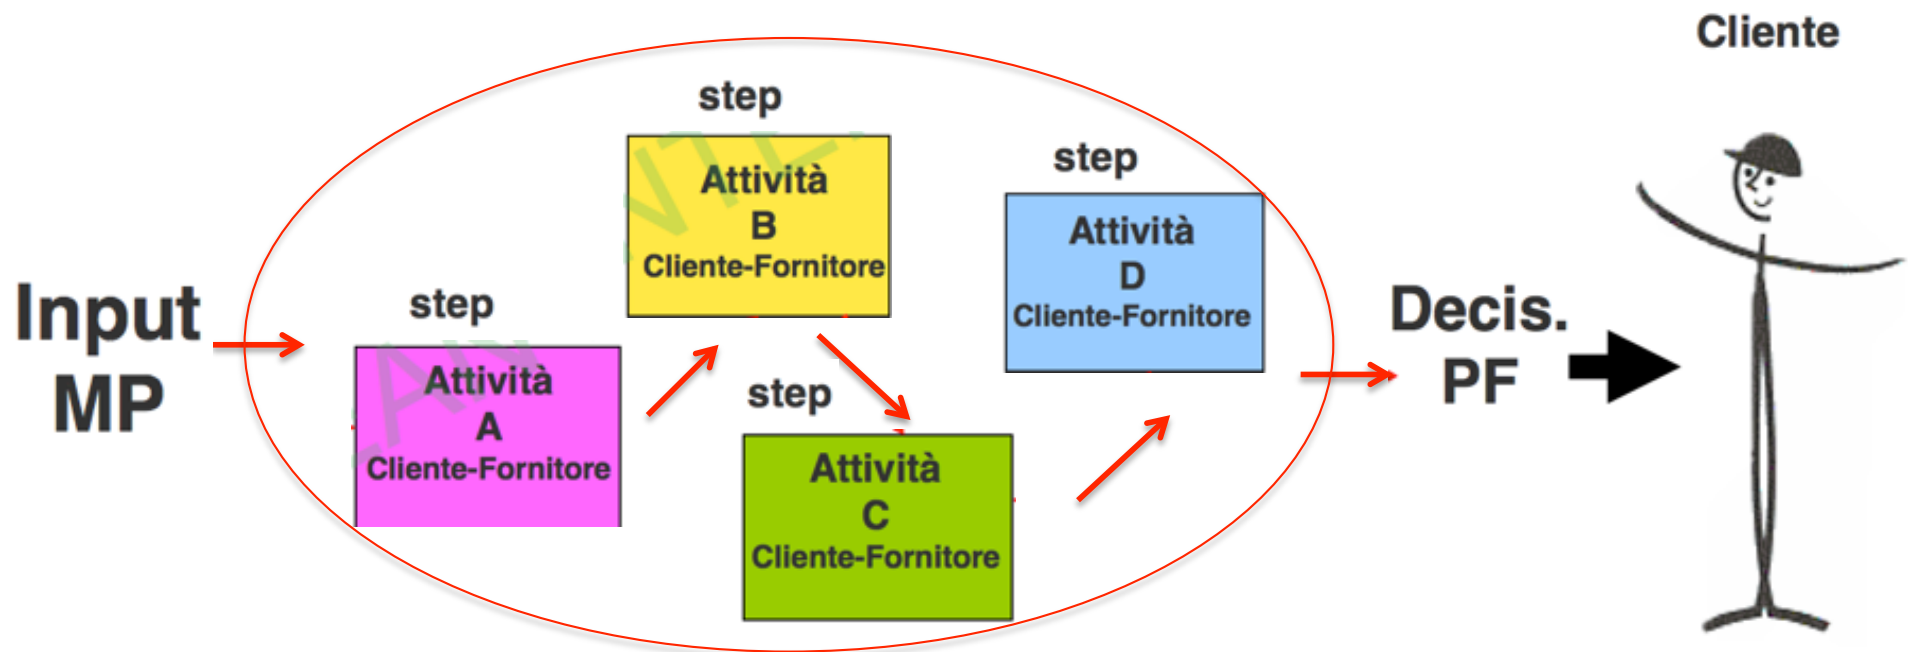 Cliente
step
Attività
B
Cliente-Fornitore
step
Attività
D
Cliente-Fornitore
Input
MP
step
Attività
A
Cliente-Fornitore
step
Attività
C
Cliente-Fornitore
Decis.
PF